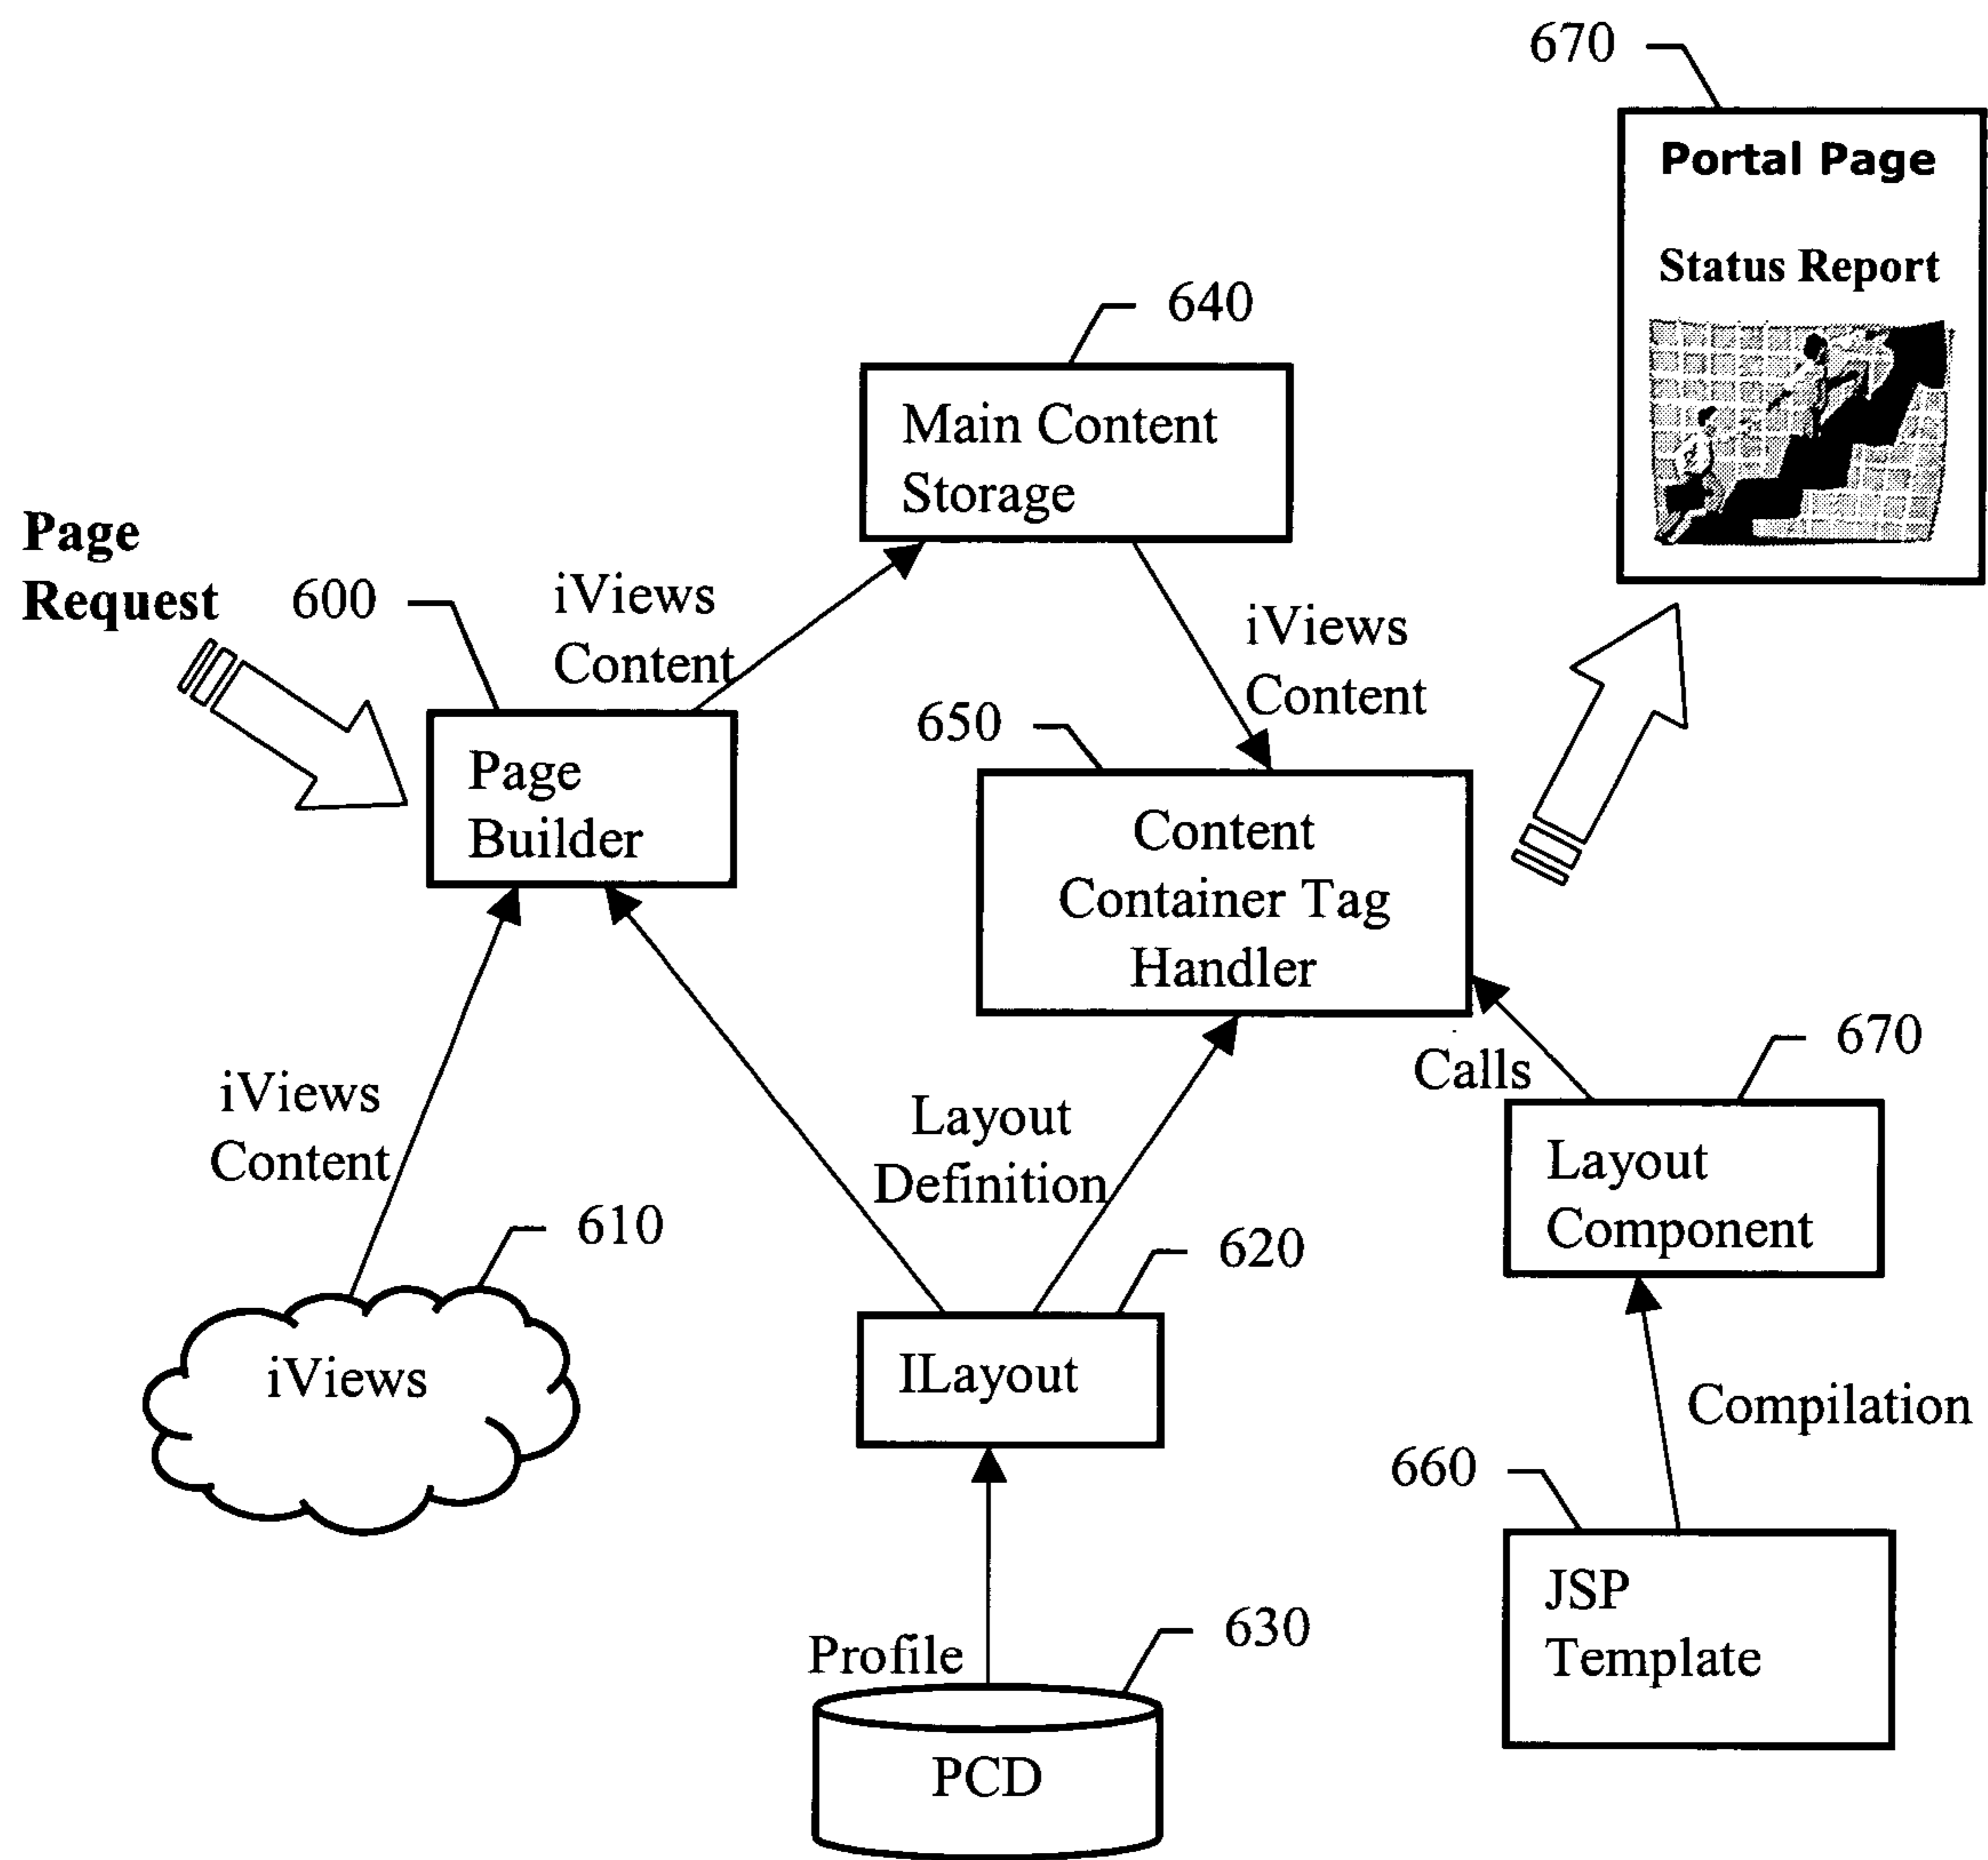 670
Portal Page
Status Report
640
Main Content
Storage
Page
Request
600
iViews
Content
iViews
Content
650
Page
Builder
Content
Container Tag
Handler
670
Calls
iViews
Content
Layout
Definition
Layout
Component
610
620
iViews
ILayout
Compilation
660
JSP
Template
630
Profile
PCD